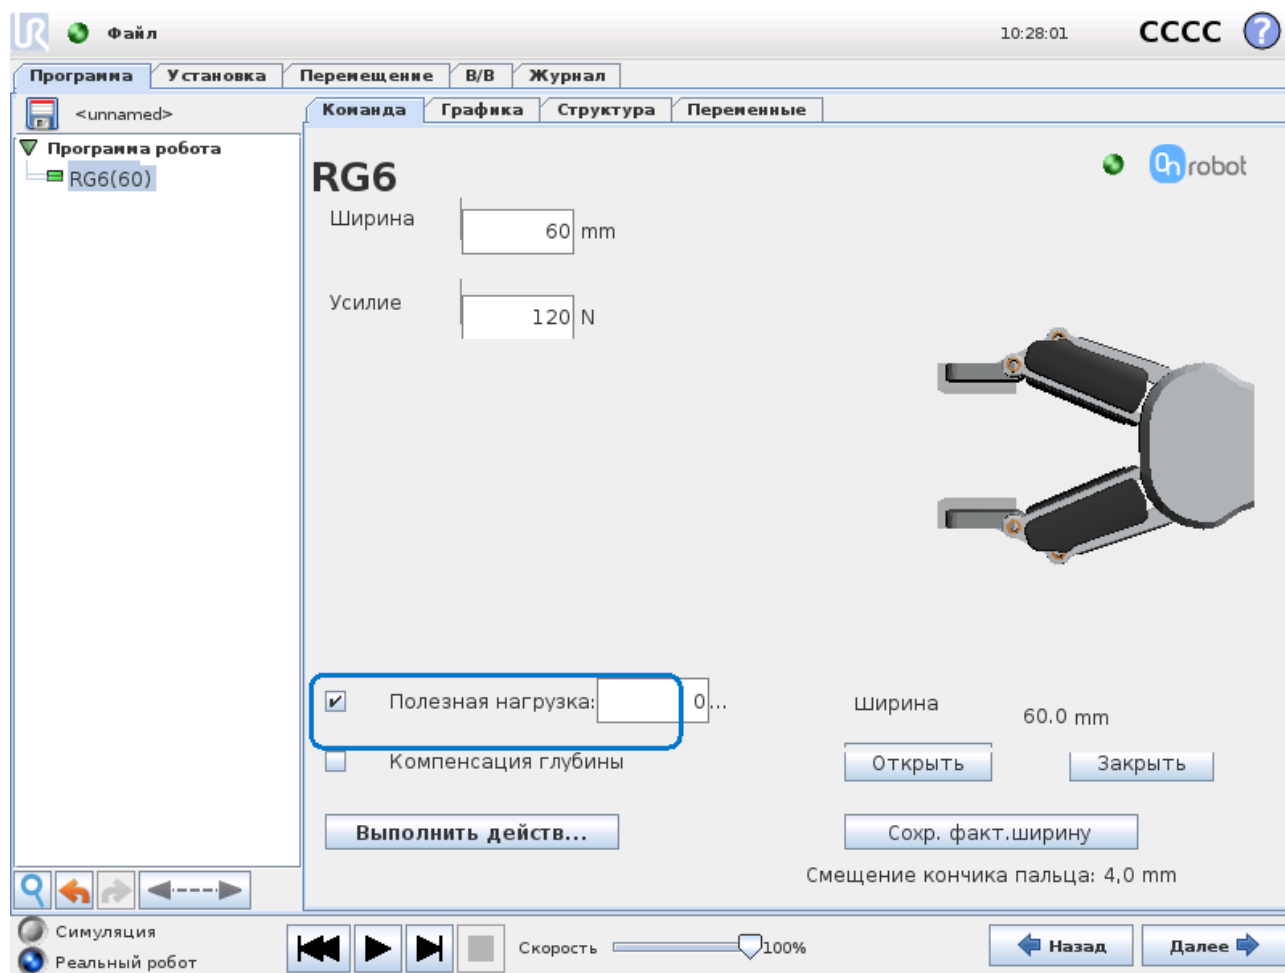 UR Файл 10:28:01 CCCC ?
Программа Установка Перемещение В/В Журнал
<unnamed> Команда Графика Структура Переменные
Программа робота
RG6(60)
RG6
On robot
Ширина 60 mm
Усилие 120 N
Полезная нагрузка: 0...
Ширина 60.0 mm
Компенсация глубины
Открыть Закрыть
Выполнить действ...
Сохр. факт.ширину
Смещение кончика пальца: 4,0 mm
Симуляция
Реальный робот
Скорость 100%
Назад Далее